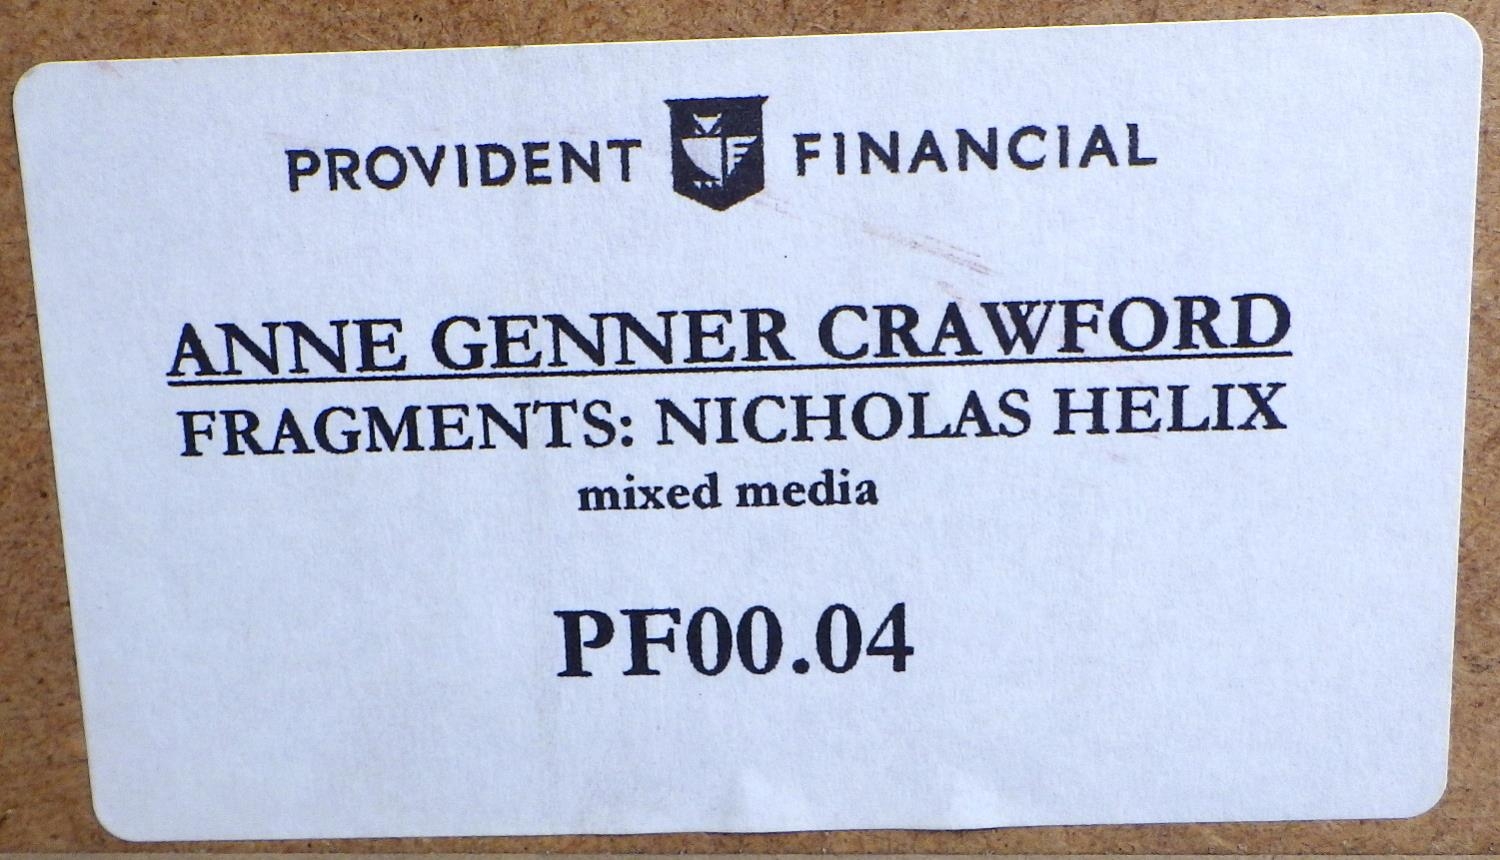 PROVIDENT FINANCIAL
ANNE GENNER CRAWFORD
FRAGMENTS: NICHOLAS HELIX
mixed media
PF00.04